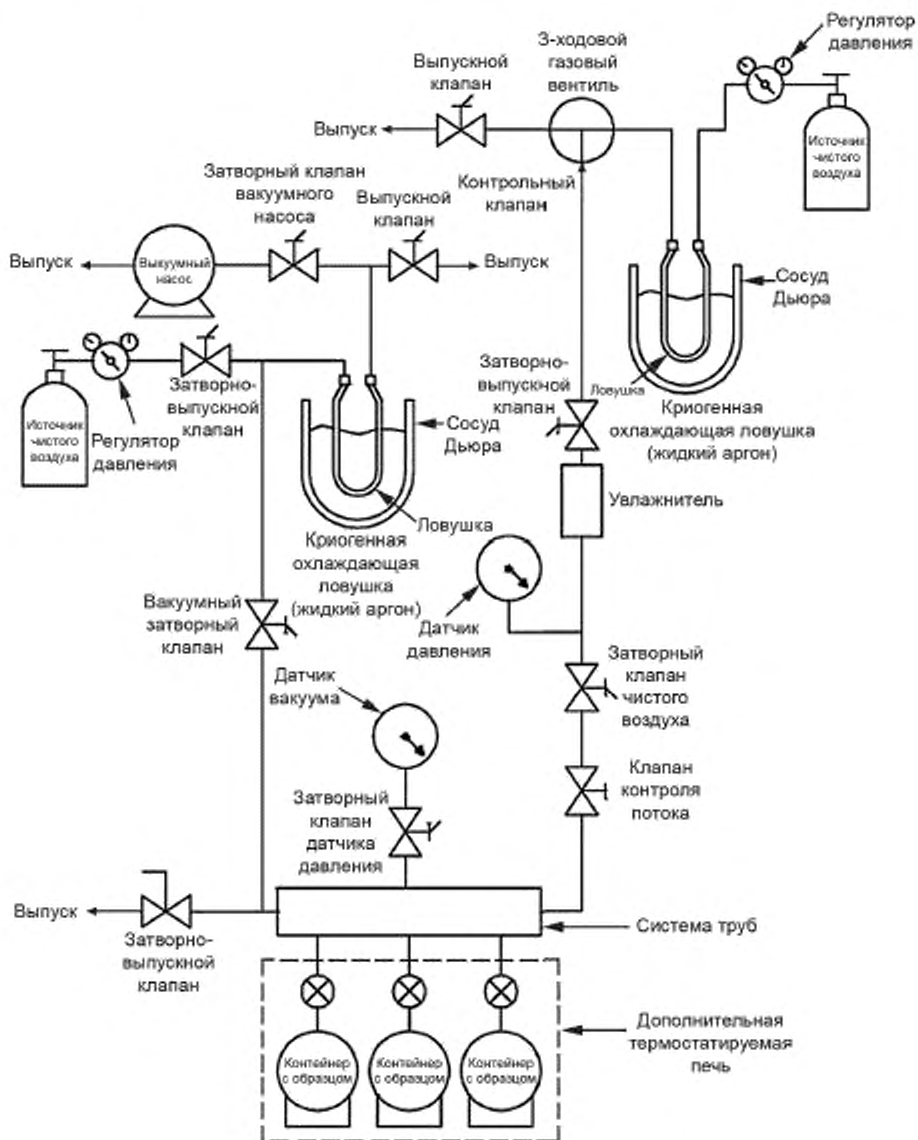 Регулятор
давления
3-ходовой
газовый
вентиль
Выпускной
клапан
Выпуск
Источник
чистого
воздуха
Затворный клапан
вакуумного
насоса
Выпускной
клапан
Контрольный
клапан
Выпуск
Выкуумный
насос
Выпуск
Сосуд
Дьюра
Затворно-
выпускной
клапан
Ловушка
Криогенная
охлаждающая ловушка
(жидкий аргон)
Затворно-
выпускной
клапан
Источник
чистого
воздуха
Регулятор
давления
Сосуд
Дьюра
Увлажнитель
Ловушка
Криогенная
охлаждающая
ловушка
(жидкий аргон)
Вакуумный
затворный
клапан
Датчик
давления
Датчик
вакуума
Затворный
клапан
чистого
воздуха
Клапан
контроля
потока
Затворный
клапан
датчика
давления
Выпуск
Затворно-
выпускной
клапан
Система труб
Дополнительная
термостатируемая
печь
Контейнер
с образцом
Контейнер
с образцом
Контейнер
с образцом